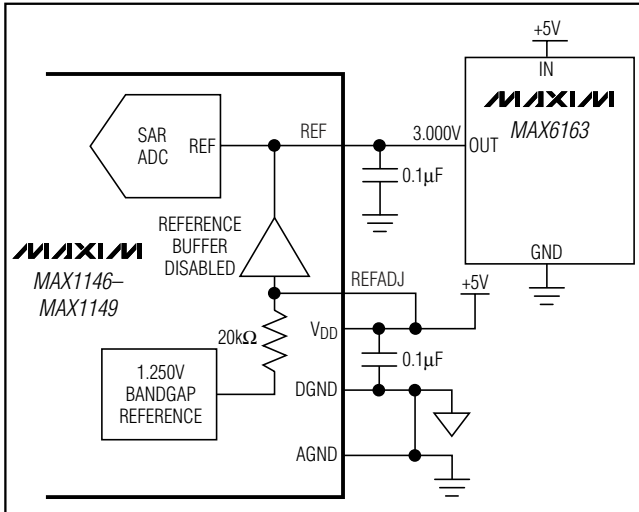 +5V
IN
MAXIM
MAX6163
OUT
GND
3.000V
REF
0.1µF
SAR
ADC
REF
REFERENCE
BUFFER
DISABLED
MAXIM
MAX1146–
MAX1149
REFADJ
+5V
VDD
20kΩ
0.1µF
1.250V
BANDGAP
REFERENCE
DGND
AGND